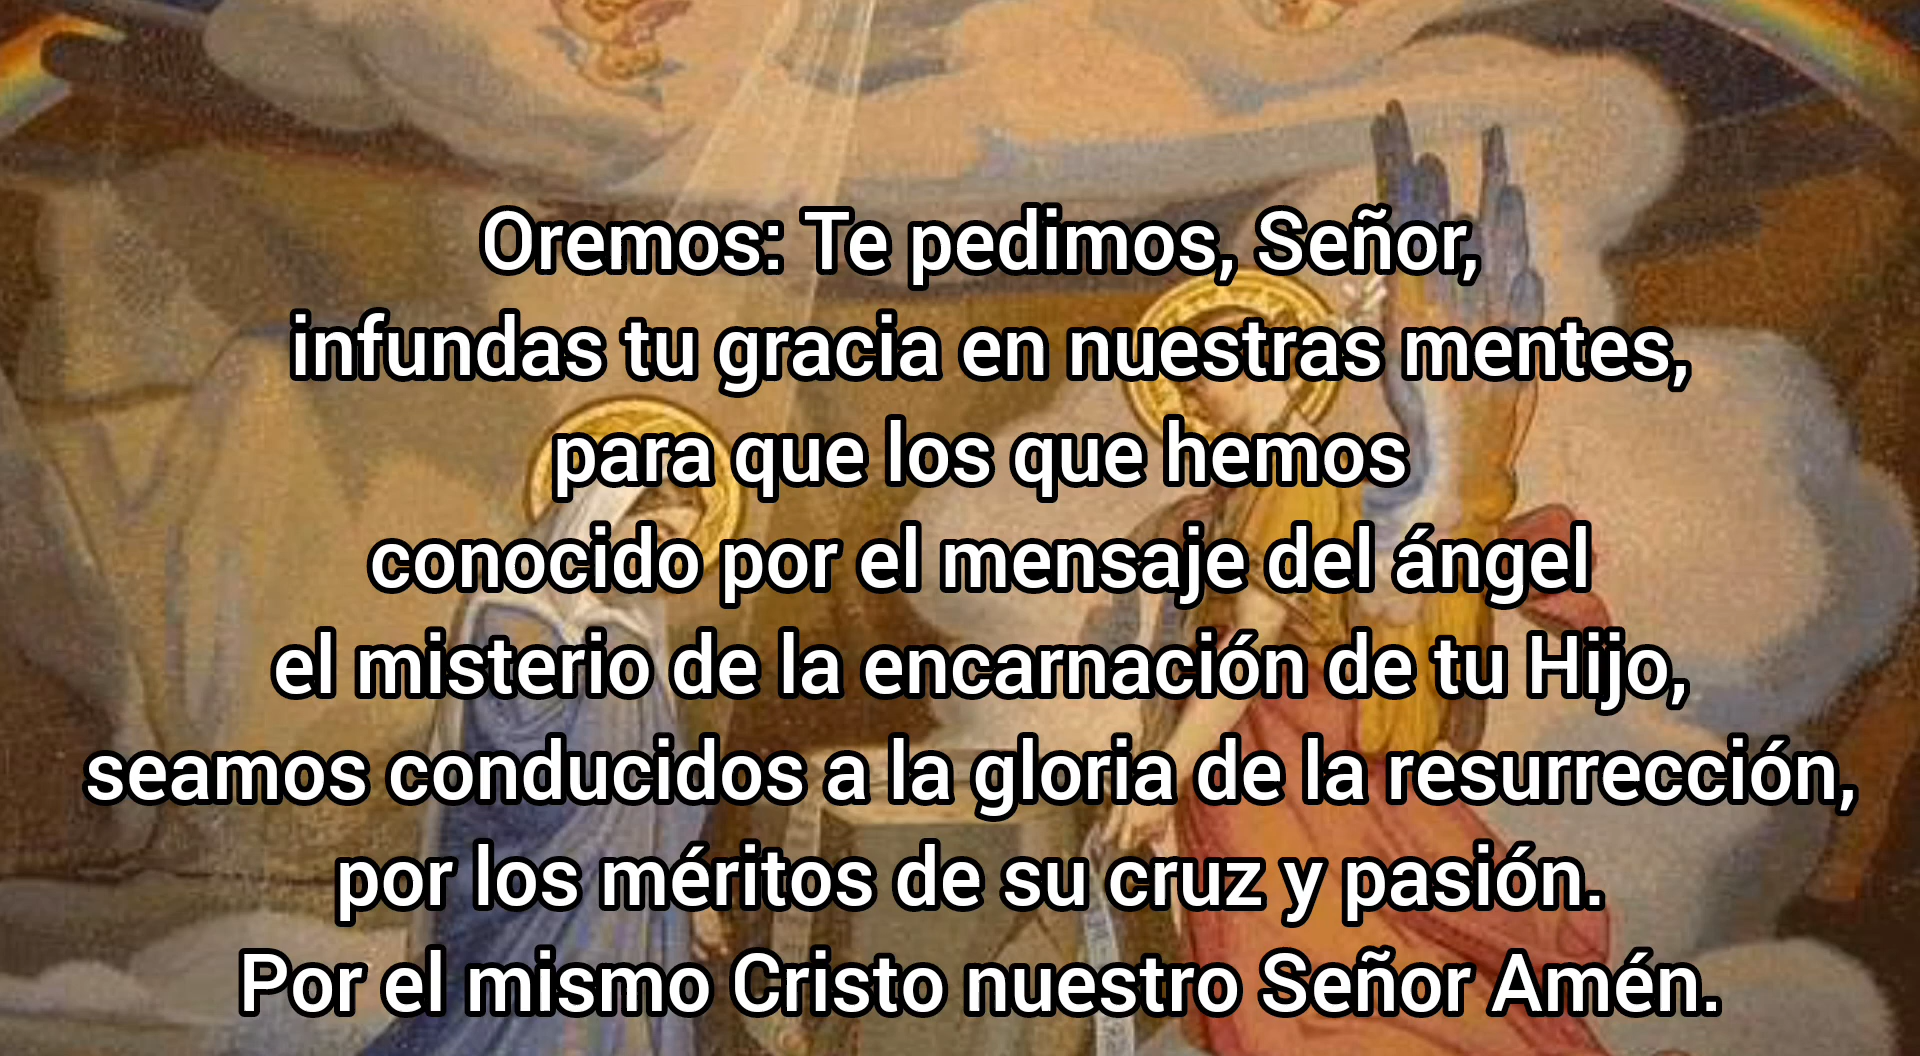 Oremos: Te pedimos, Señor,
infundas tu gracia en nuestras mentes,
para que los que hemos
conocido por el mensaje del ángel
el misterio de la encarnación de tu Hijo,
seamos conducidos a la gloria de la resurrección,
por los méritos de su cruz y pasión.
Por el mismo Cristo nuestro Señor Amén.